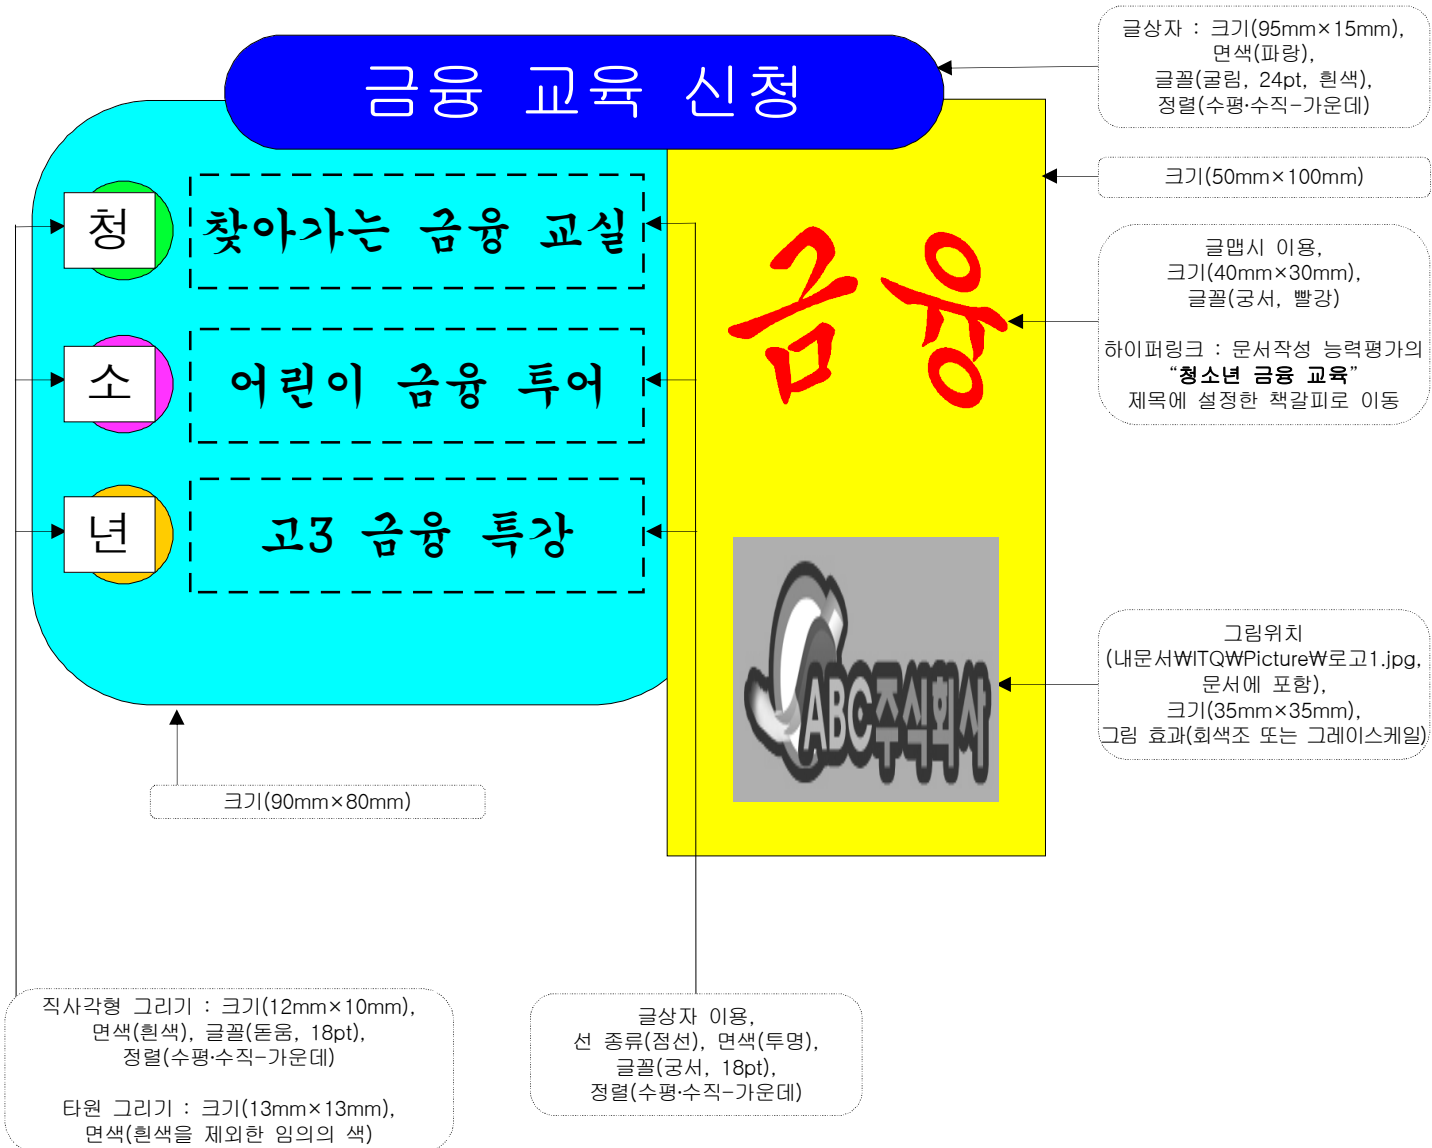 글상자 : 크기(95mm×15mm),
면색(파랑),
글꼴(굴림, 24pt, 흰색),
정렬(수평·수직-가운데)
금융 교육 신청
크기(50mm×100mm)
청
찾아가는 금융 교실
금융
글맵시 이용,
크기(40mm×30mm),
글꼴(궁서, 빨강)
하이퍼링크 : 문서작성 능력평가의
“청소년 금융 교육”
제목에 설정한 책갈피로 이동
소
어린이 금융 투어
년
고3 금융 특강
ABC주식회사
그림위치
(내문서₩ITQ₩Picture₩로고1.jpg,
문서에 포함),
크기(35mm×35mm),
그림 효과(회색조 또는 그레이스케일)
크기(90mm×80mm)
직사각형 그리기 : 크기(12mm×10mm),
면색(흰색), 글꼴(돋움, 18pt),
정렬(수평·수직-가운데)
타원 그리기 : 크기(13mm×13mm),
면색(흰색을 제외한 임의의 색)
글상자 이용,
선 종류(점선), 면색(투명),
글꼴(궁서, 18pt),
정렬(수평·수직-가운데)